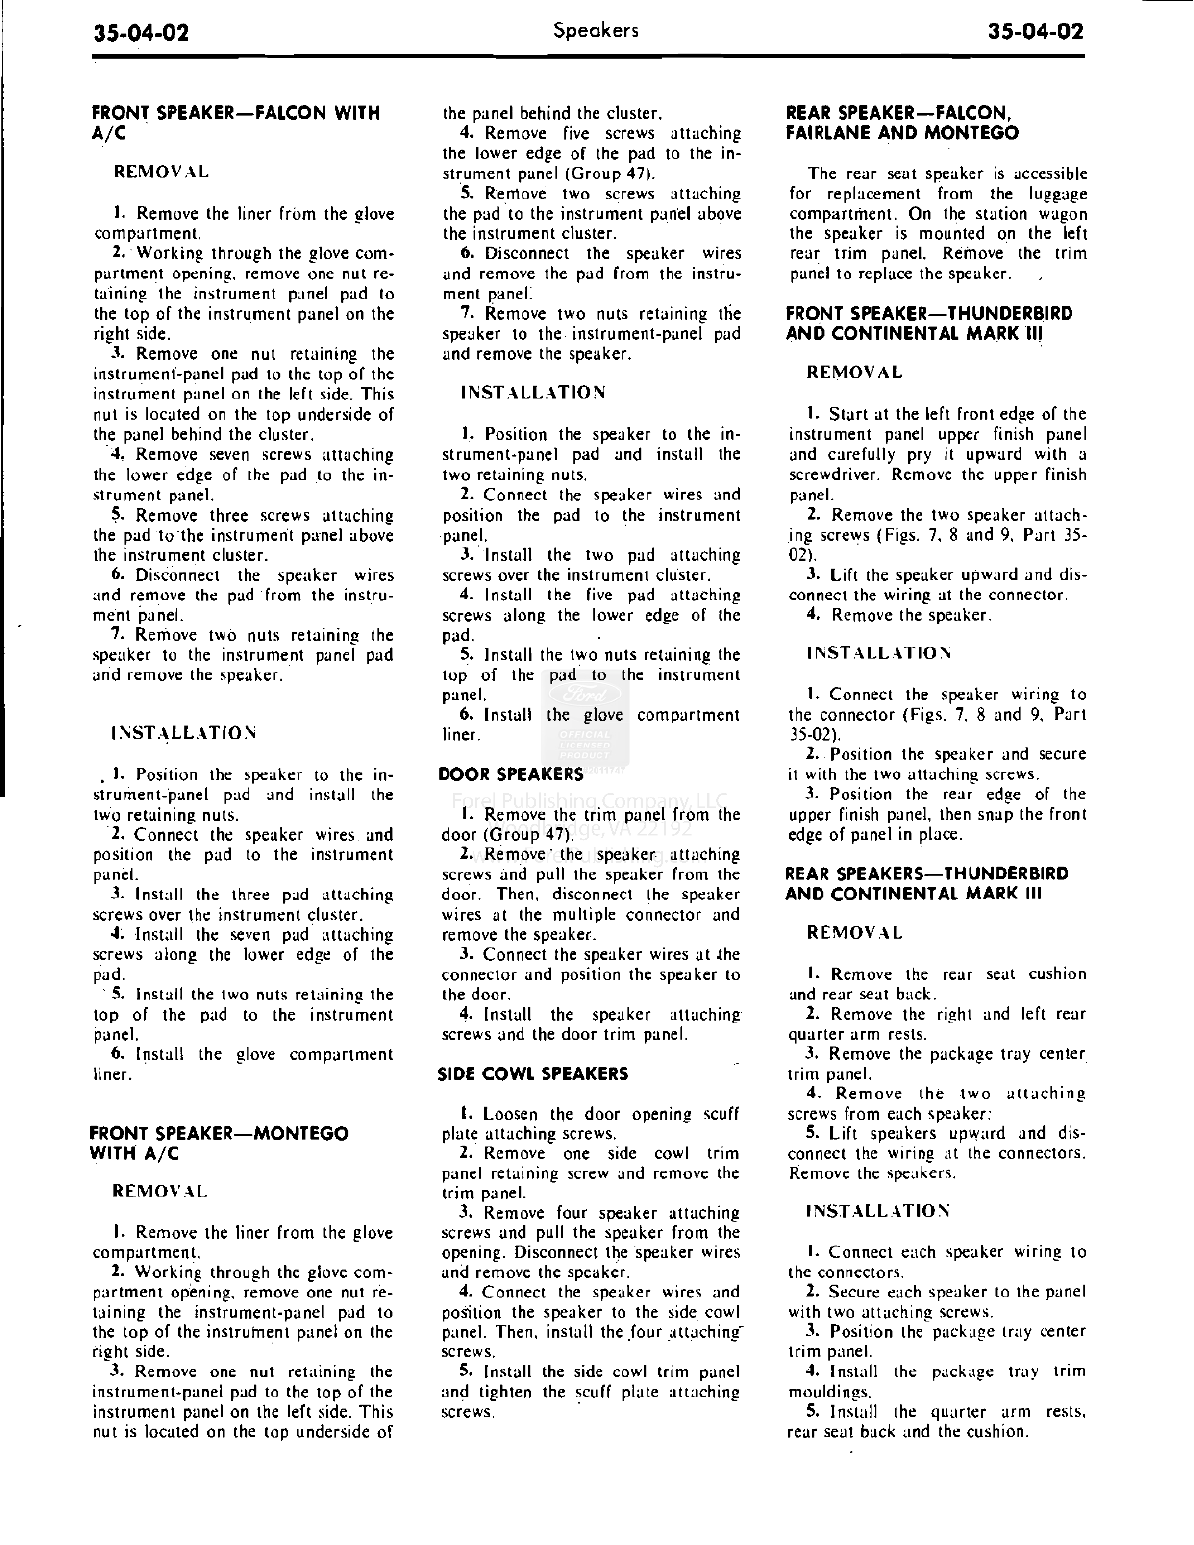 35-04-02
Speakers
35-04-02
FRONT SPEAKER—FALCON WITH
A/C
REMOVAL
1. Remove the liner from the glove
compartment.
2. Working through the glove com-
partment opening, remove one nut re-
taining the instrument panel pad to
the top of the instrument panel on the
right side.
3. Remove one nut retaining the
instrument-panel pad to the top of the
instrument panel on the left side. This
nut is located on the top underside of
the panel behind the cluster.
4. Remove seven screws attaching
the lower edge of the pad to the in-
strument panel.
5. Remove three screws attaching
the pad to the instrument panel above
the instrument cluster.
6. Disconnect the speaker wires
and remove the pad from the instru-
ment panel.
7. Remove two nuts retaining the
speaker to the instrument panel pad
and remove the speaker.
INSTALLATION
1. Position the speaker to the in-
strument-panel pad and install the
two retaining nuts.
2. Connect the speaker wires and
position the pad to the instrument
panel.
3. Install the three pad attaching
screws over the instrument cluster.
4. Install the seven pad attaching
screws along the lower edge of the
pad.
5. Install the two nuts retaining the
top of the pad to the instrument
panel.
6. Install the glove compartment
liner.
FRONT SPEAKER—MONTEGO
WITH A/C
REMOVAL
1. Remove the liner from the glove
compartment.
2. Working through the glove com-
partment opening, remove one nut re-
taining the instrument-panel pad to
the top of the instrument panel on the
right side.
3. Remove one nut retaining the
instrument-panel pad to the top of the
instrument panel on the left side. This
nut is located on the top underside of
the panel behind the cluster.
4. Remove five screws attaching
the lower edge of the pad to the in-
strument panel (Group 47).
5. Remove two screws attaching
the pad to the instrument panel above
the instrument cluster.
6. Disconnect the speaker wires
and remove the pad from the instru-
ment panel.
7. Remove two nuts retaining the
speaker to the instrument-panel pad
and remove the speaker.
INSTALLATION
1. Position the speaker to the in-
strument-panel pad and install the
two retaining nuts.
2. Connect the speaker wires and
position the pad to the instrument
panel.
3. Install the two pad attaching
screws over the instrument cluster.
4. Install the five pad attaching
screws along the lower edge of the
pad.
5. Install the two nuts retaining the
top of the pad to the instrument
panel.
6. Install the glove compartment
liner.
Ford
OFFICIAL
LICENSED
PRODUCT
Forel Publishing Company, LLC
VA 22192
DOOR SPEAKERS
1. Remove the trim panel from the
door (Group 47).
2. Remove the speaker attaching
screws and pull the speaker from the
door. Then, disconnect the speaker
wires at the multiple connector and
remove the speaker.
3. Connect the speaker wires at the
connector and position the speaker to
the door.
4. Install the speaker attaching
screws and the door trim panel.
SIDE COWL SPEAKERS
1. Loosen the door opening scuff
plate attaching screws.
2. Remove one side cowl trim
panel retaining screw and remove the
trim panel.
3. Remove four speaker attaching
screws and pull the speaker from the
opening. Disconnect the speaker wires
and remove the speaker.
4. Connect the speaker wires and
position the speaker to the side cowl
panel. Then, install the four attaching
screws.
5. Install the side cowl trim panel
and tighten the scuff plate attaching
screws.
REAR SPEAKER—FALCON,
FAIRLANE AND MONTEGO
The rear seat speaker is accessible
for replacement from the luggage
compartment. On the station wagon
the speaker is mounted on the left
rear trim panel. Remove the trim
panel to replace the speaker.
FRONT SPEAKER—THUNDERBIRD
AND CONTINENTAL MARK III
REMOVAL
1. Start at the left front edge of the
instrument panel upper finish panel
and carefully pry it upward with a
screwdriver. Remove the upper finish
panel.
2. Remove the two speaker attach-
ing screws (Figs. 7, 8 and 9, Part 35-
02).
3. Lift the speaker upward and dis-
connect the wiring at the connector.
4. Remove the speaker.
INSTALLATION
1. Connect the speaker wiring to
the connector (Figs. 7, 8 and 9, Part
35-02).
2. Position the speaker and secure
it with the two attaching screws.
3. Position the rear edge of the
upper finish panel, then snap the front
edge of panel in place.
REAR SPEAKERS—THUNDERBIRD
AND CONTINENTAL MARK III
REMOVAL
1. Remove the rear seat cushion
and rear seat back.
2. Remove the right and left rear
quarter arm rests.
3. Remove the package tray center
trim panel.
4. Remove the two attaching
screws from each speaker.
5. Lift speakers upward and dis-
connect the wiring at the connectors.
Remove the speakers.
INSTALLATION
1. Connect each speaker wiring to
the connectors.
2. Secure each speaker to the panel
with two attaching screws.
3. Position the package tray center
trim panel.
4. Install the package tray trim
mouldings.
5. Install the quarter arm rests,
rear seat back and the cushion.